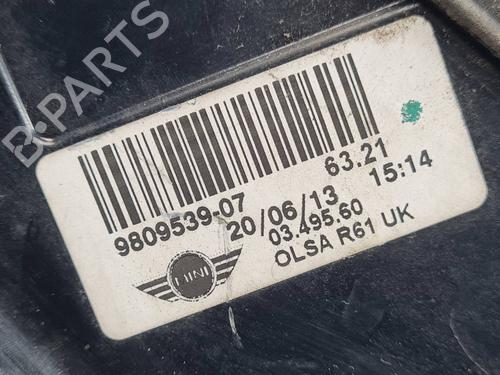 B-PARTS
9809539-07 63.21
20/06/13 15:14
03.495.60
OLSA R61 UK
MINI